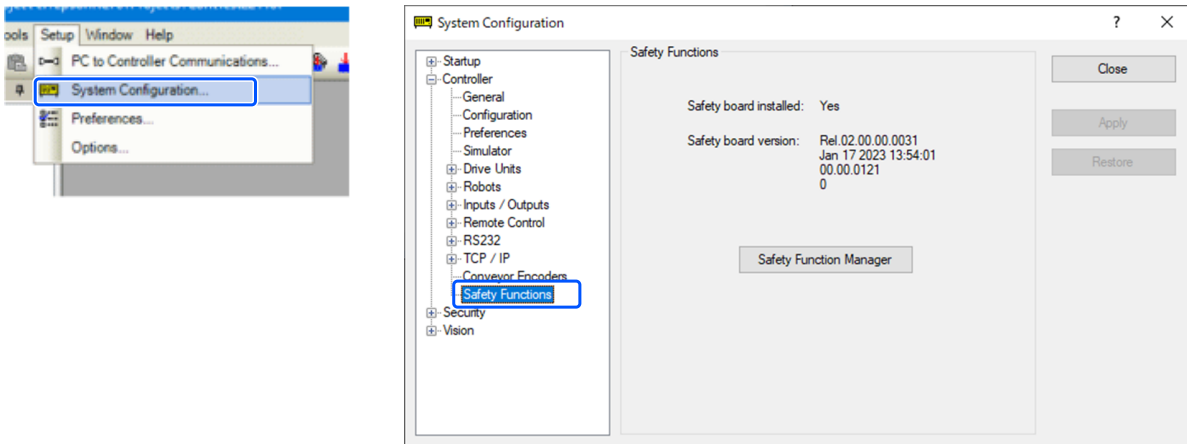 ools Setup Window Help
PC to Controller Communications...
System Configuration...
Preferences...
Options...
System Configuration
?
Startup
Controller
General
Configuration
Preferences
Simulator
Drive Units
Robots
Inputs / Outputs
Remote Control
RS232
TCP / IP
Conveyor Encoders
Safety Functions
Security
Vision
Safety Functions
Safety board installed: Yes
Safety board version: Rel.02.00.00.0031
Jan 17 2023 13:54:01
00.00.0121
0
Safety Function Manager
Close
Apply
Restore